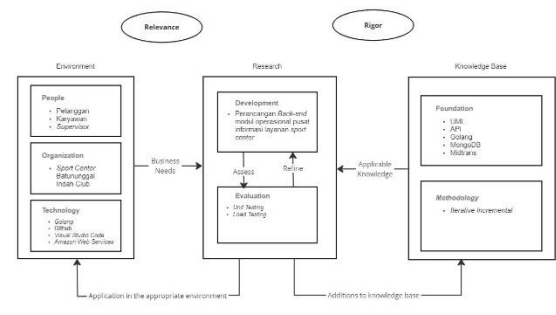 Relevance
Rigor
Environment
Research
Knowledge Base
People
• Pelanggan
• Karyawan
• Supervisor
Organization
• Sport Center
Batununggal
Indah Club
Technology
• Golang
• Github
• Visual Studio Code
• Amazon Web Services
Business
Needs
Development
• Perancangan Back-end
modul operasional pusat
informasi layanan sport
center
Assess
Refine
Evaluation
• Unit Testing
• Load Testing
Applicable
Knowledge
Foundation
• UML
• API
• Golang
• MongoDB
• Midtrans
Methodology
• Iterative Incremental
Application in the appropriate environment
Additions to knowledge base